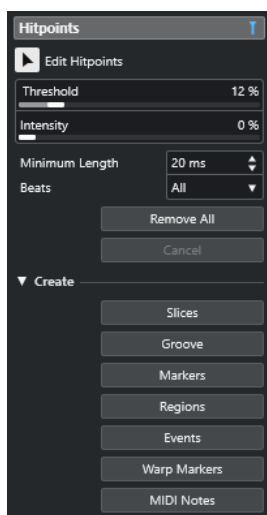 Hitpoints
Edit Hitpoints
Threshold 12 %
Intensity 0 %
Minimum Length 20 ms
Beats All
Remove All
Cancel
Create
Slices
Groove
Markers
Regions
Events
Warp Markers
MIDI Notes